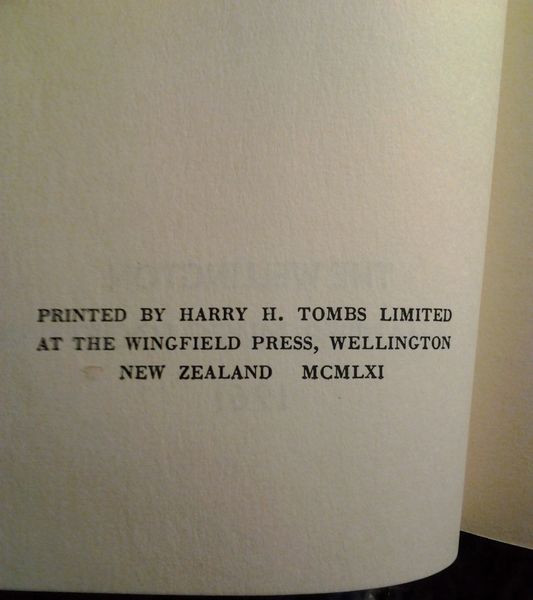 PRINTED BY HARRY H. TOMBS LIMITED
AT THE WINGFIELD PRESS, WELLINGTON
NEW ZEALAND MCMLXI